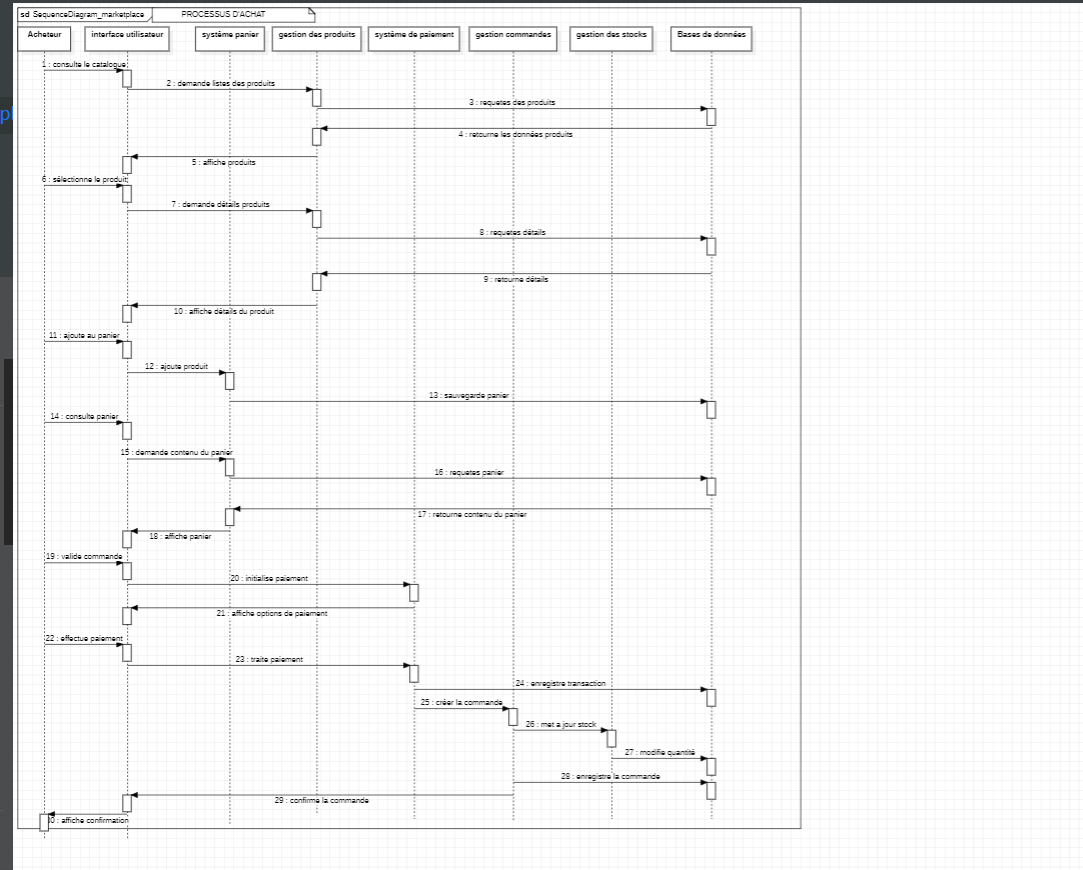 sd SequenceDiagram_marketplace
PROCESSUS D'ACHAT
Acheteur
interface utilisateur
système panier
gestion des produits
système de paiement
gestion commandes
gestion des stocks
Bases de données
1 : consulte le catalogue
2 : demande listes des produits
3 : requetes des produits
4 : retourne les données produits
5 : affiche produits
6 : sélectionne le produit
7 : demande détails produits
8 : requetes détails
9 : retourne détails
10 : affiche détails du produit
11 : ajoute au panier
12 : ajoute produit
13 : sauvegarde panier
14 : consulte panier
15 : demande contenu du panier
16 : requetes panier
17 : retourne contenu du panier
18 : affiche panier
19 : valide commande
20 : initialise paiement
21 : affiche options de paiement
22 : effectue paiement
23 : traite paiement
24 : enregistre transaction
25 : créer la commande
26 : met a jour stock
27 : modifie quantité
28 : enregistre la commande
29 : confirme la commande
30 : affiche confirmation